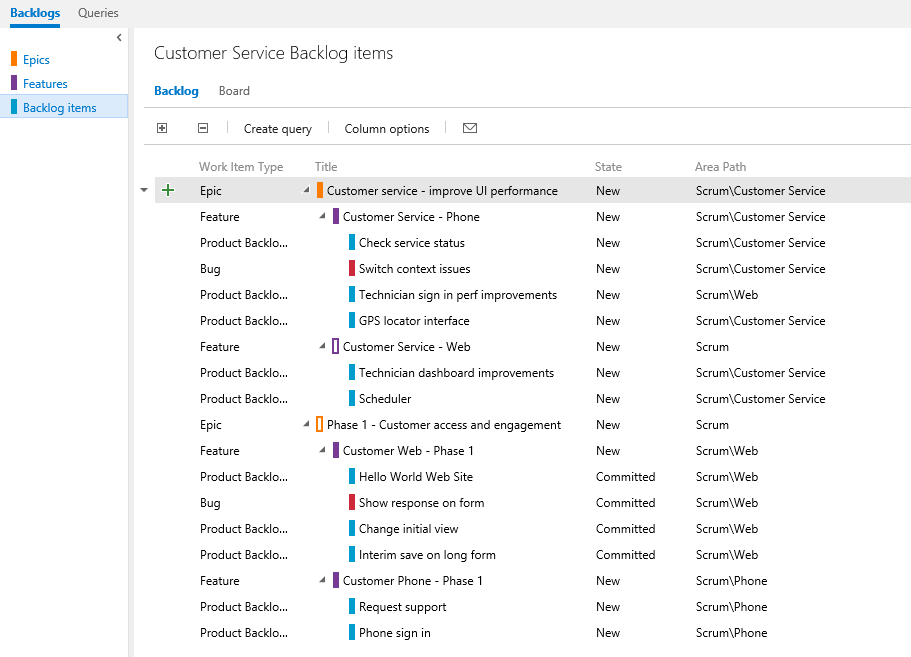 Backlogs Queries
Epics
Features
Backlog items
Customer Service Backlog items
Backlog Board
Create query Column options
Work Item Type Title State Area Path
Epic Customer service - improve UI performance New Scrum\Customer Service
Feature Customer Service - Phone New Scrum\Customer Service
Product Backlo... Check service status New Scrum\Customer Service
Bug Switch context issues New Scrum\Customer Service
Product Backlo... Technician sign in perf improvements New Scrum\Web
Product Backlo... GPS locator interface New Scrum\Customer Service
Feature Customer Service - Web New Scrum
Product Backlo... Technician dashboard improvements New Scrum\Customer Service
Product Backlo... Scheduler New Scrum\Customer Service
Epic Phase 1 - Customer access and engagement New Scrum
Feature Customer Web - Phase 1 New Scrum\Web
Product Backlo... Hello World Web Site Committed Scrum\Web
Bug Show response on form Committed Scrum\Web
Product Backlo... Change initial view Committed Scrum\Web
Product Backlo... Interim save on long form Committed Scrum\Web
Feature Customer Phone - Phase 1 New Scrum\Phone
Product Backlo... Request support New Scrum\Phone
Product Backlo... Phone sign in New Scrum\Phone